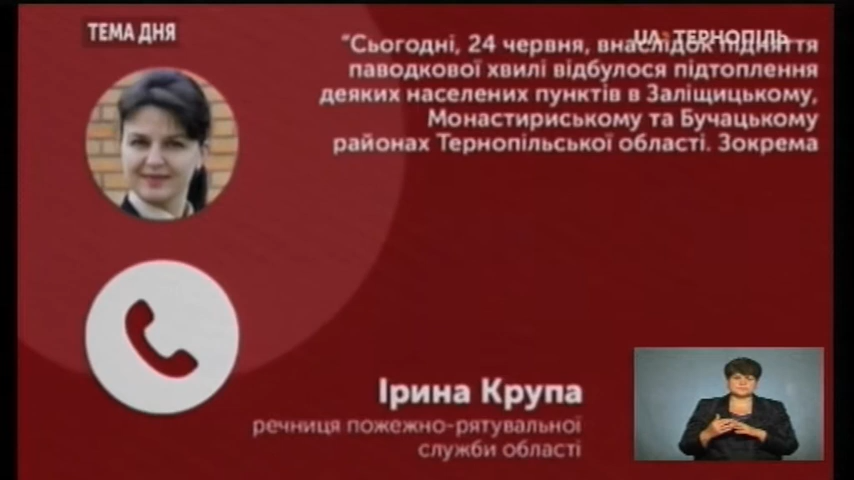 ТЕМА ДНЯ
UA: ТЕРНОПІЛЬ
"Сьогодні, 24 червня, внаслідок підняття
паводкової хвилі відбулося підтоплення
деяких населених пунктів в Заліщицькому,
Монастириському та Бучацькому
районах Тернопільської області. Зокрема
Ірина Крупа
речниця пожежно-рятувальної
служби області